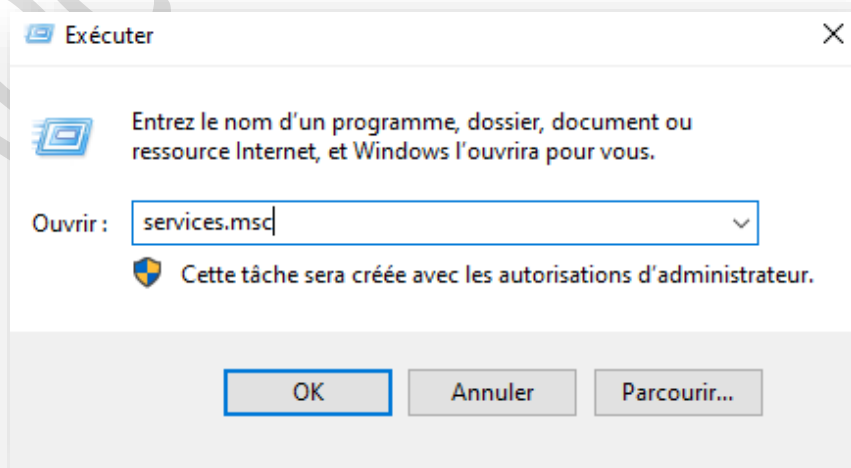 Exécuter
Entrez le nom d'un programme, dossier, document ou
ressource Internet, et Windows l'ouvrira pour vous.
Ouvrir :
services.msc
Cette tâche sera créée avec les autorisations d'administrateur.
OK
Annuler
Parcourir...